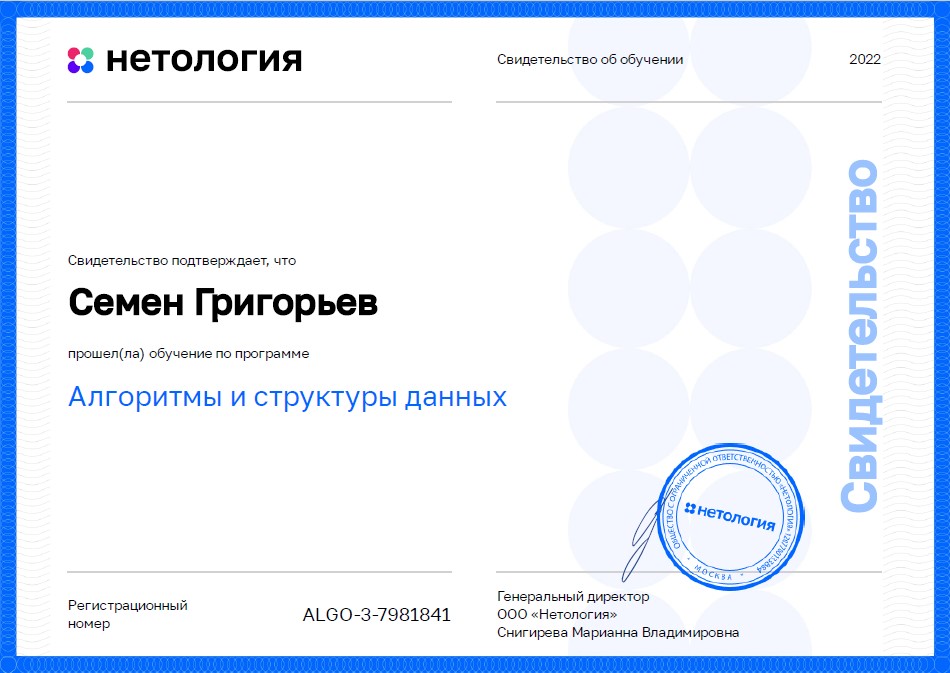 нетология
Свидетельство об обучении
2022
Свидетельство подтверждает, что
Семен Григорьев
прошел(ла) обучение по программе
Алгоритмы и структуры данных
Свидетельство
ОБЩЕСТВО С ОГРАНИЧЕННОЙ ОТВЕТСТВЕННОСТЬЮ «НЕТОЛОГИЯ»
нетология
МОСКВА
Регистрационный
номер
ALGO-3-7981841
Генеральный директор
ООО «Нетология»
Снигирева Марианна Владимировна